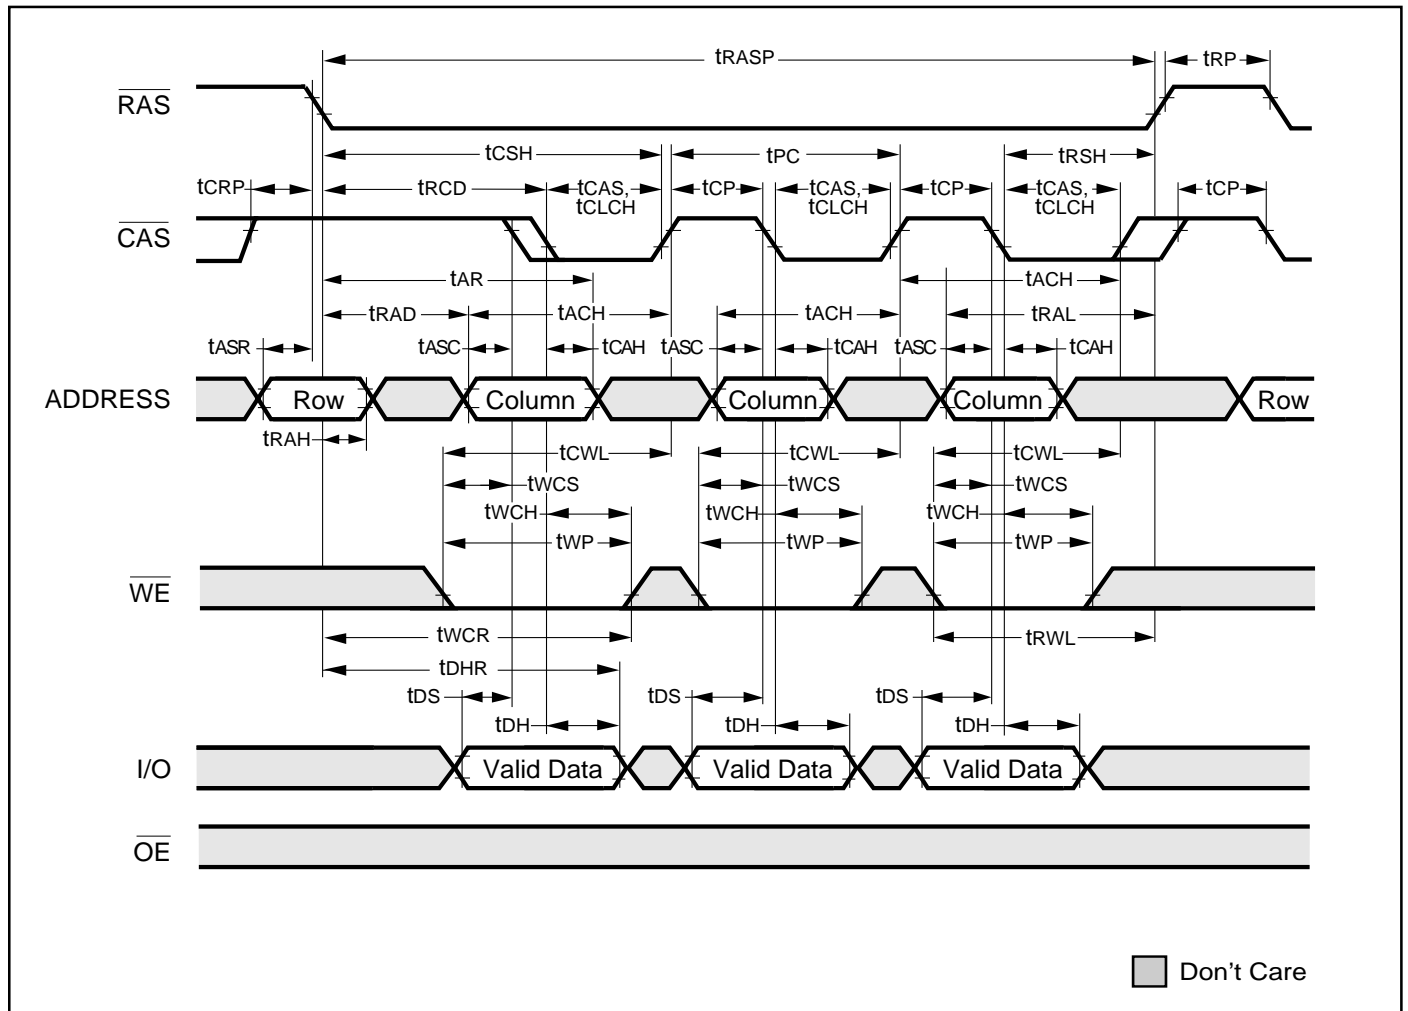 tRASP tRP
RAS
tCSH tPC tRSH
tCRP tRCD tCAS, tCP tCAS, tCP tCAS, tCP
tCLCH tCLCH tCLCH
CAS
tAR tACH
tRAD tACH tACH tRAL
tASR tASC tCAH tASC tCAH tASC tCAH
ADDRESS Row Column Column Column Row
tRAH
tCWL tCWL tCWL
tWCS tWCS tWCS
tWCH tWCH tWCH
tWP tWP tWP
WE
tWCR tRWL
tDHR
tDS tDS tDS
tDH tDH tDH
I/O Valid Data Valid Data Valid Data
OE
Don't Care